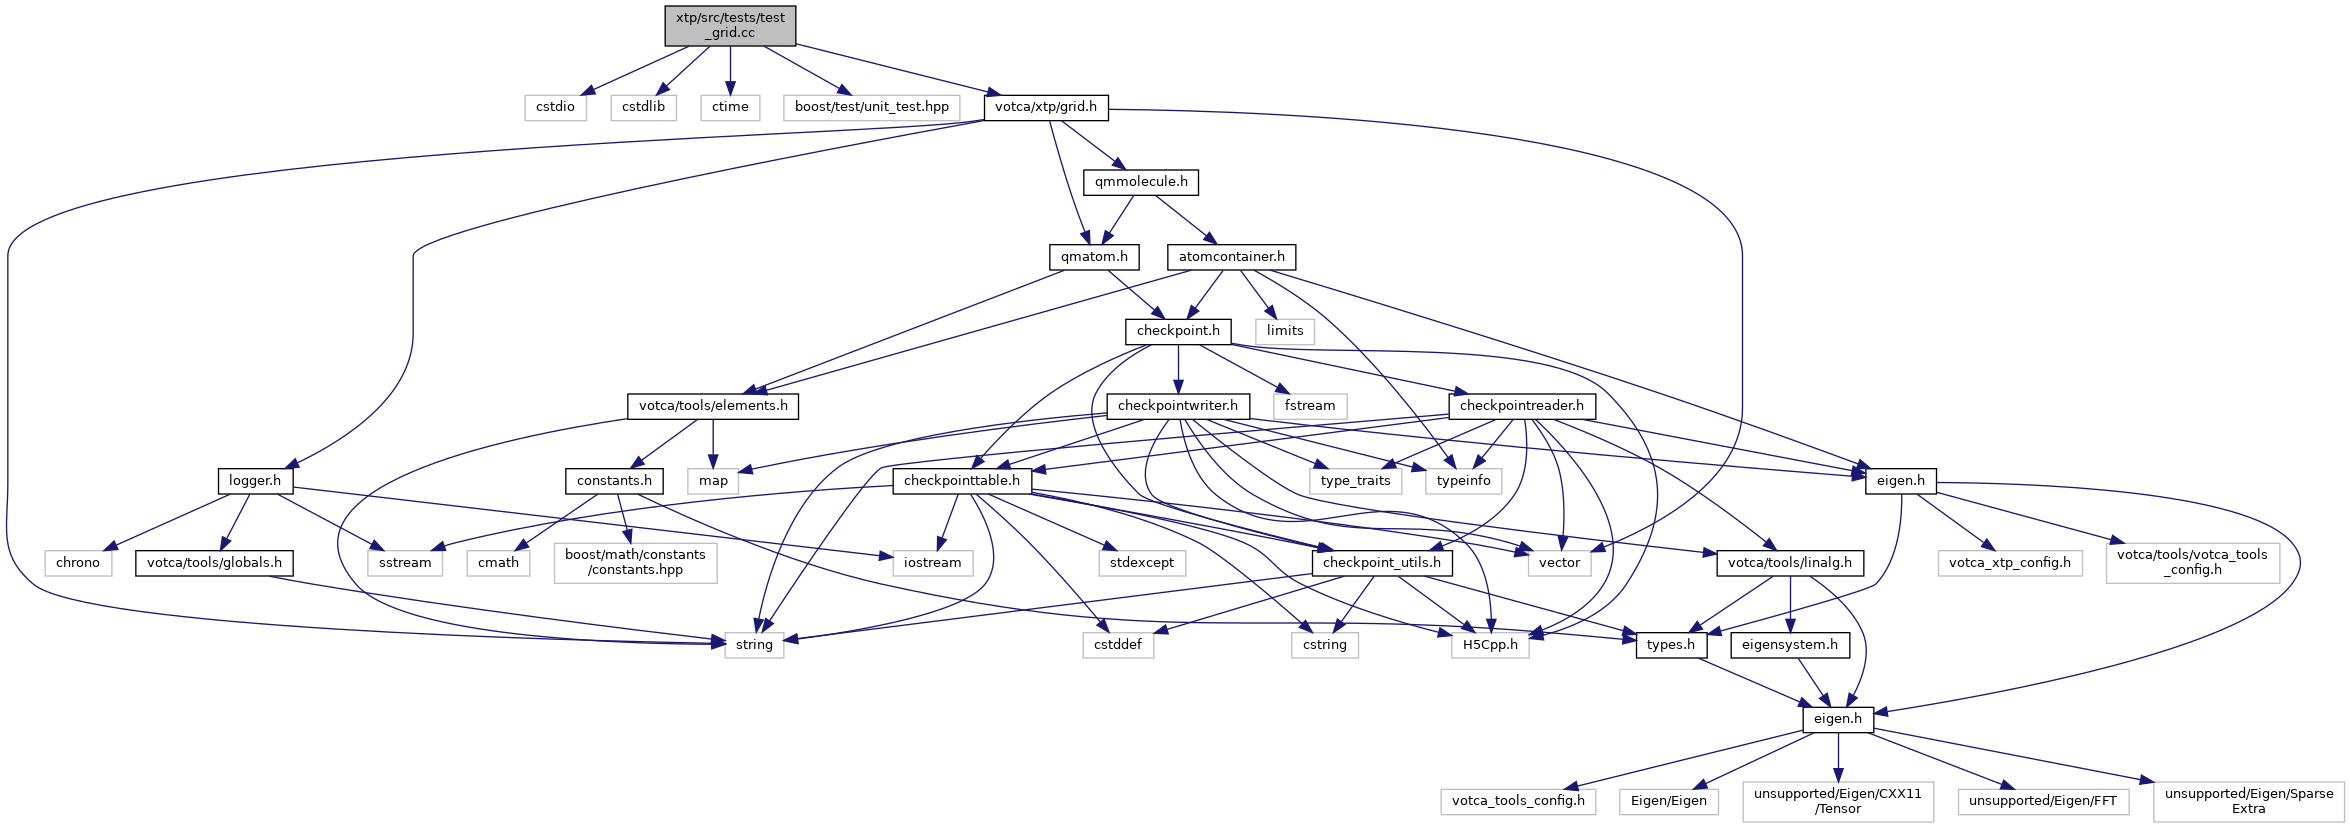 xtp/src/tests/test
_grid.cc
cstdio
cstdlib
ctime
boost/test/unit_test.hpp
votca/xtp/grid.h
qmmolecule.h
qmatom.h
atomcontainer.h
checkpoint.h
limits
votca/tools/elements.h
checkpointwriter.h
fstream
checkpointreader.h
logger.h
constants.h
map
checkpointtable.h
type_traits
typeinfo
eigen.h
chrono
votca/tools/globals.h
sstream
cmath
boost/math/constants
/constants.hpp
iostream
stdexcept
checkpoint_utils.h
vector
votca/tools/linalg.h
votca_xtp_config.h
votca/tools/votca_tools
_config.h
string
cstddef
cstring
H5Cpp.h
types.h
eigensystem.h
eigen.h
votca_tools_config.h
Eigen/Eigen
unsupported/Eigen/CXX11
/Tensor
unsupported/Eigen/FFT
unsupported/Eigen/Sparse
Extra